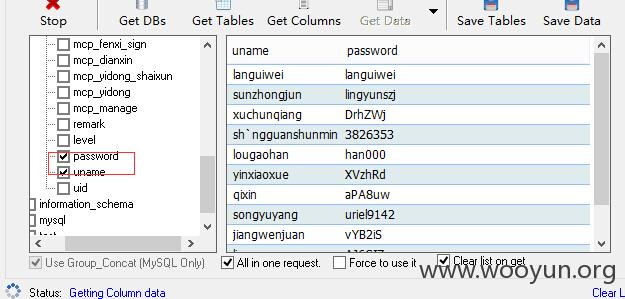 Stop Get DBs Get Tables Get Columns Get Data Save Tables Save Data
mcp_fenxi_sign
mcp_dianxin
mcp_yidong_shaixun
mcp_yidong
mcp_manage
remark
level
password
uname
uid
information_schema
mysql
uname password
languiwei languiwei
sunzhongjun lingyunszj
xuchunqiang DrhZWj
sh`ngguanshunmin 3826353
lougaohan han000
yinxiaoxue XVzhRd
qixin aPA8uw
songyuyang uriel9142
jiangwenjuan vYB2iS
Use Group_Concat (MySQL Only) All in one request. Force to use it Clear list on get
www.wooyun.org
Status: Getting Column data Clear L